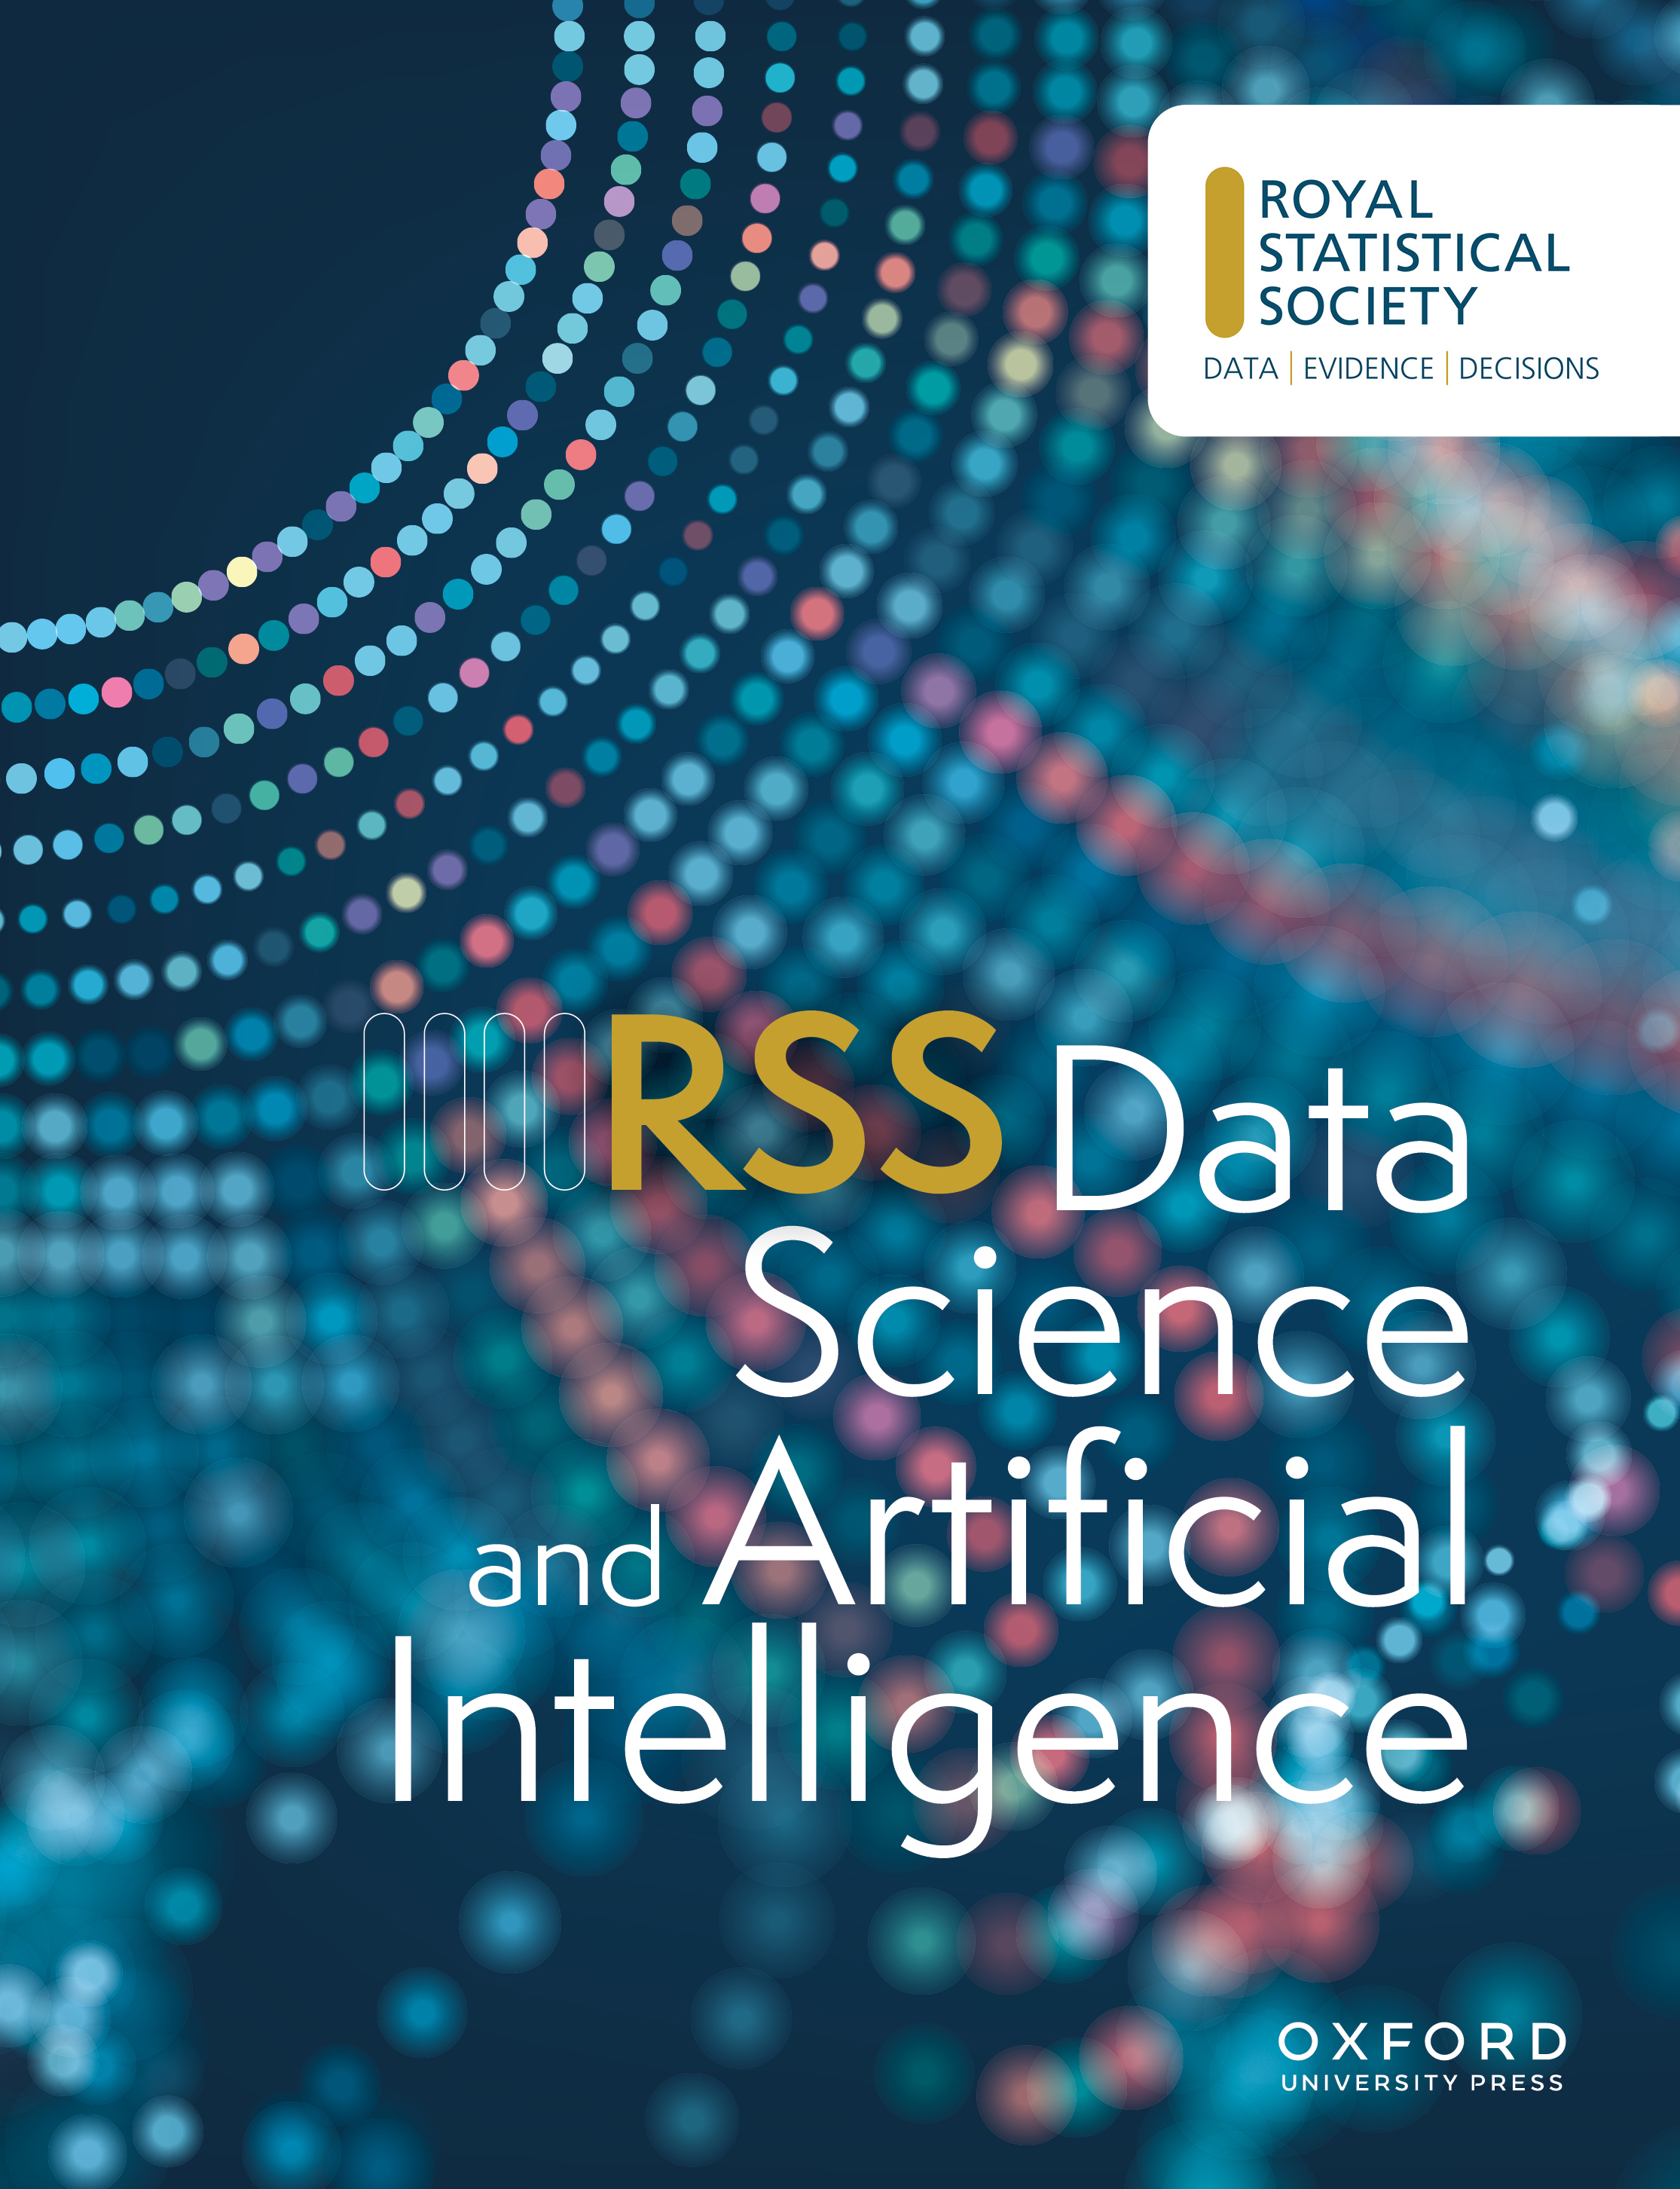 ROYAL
STATISTICAL
SOCIETY
DATA | EVIDENCE | DECISIONS
RSS Data
Science
and Artificial
Intelligence
OXFORD
UNIVERSITY PRESS